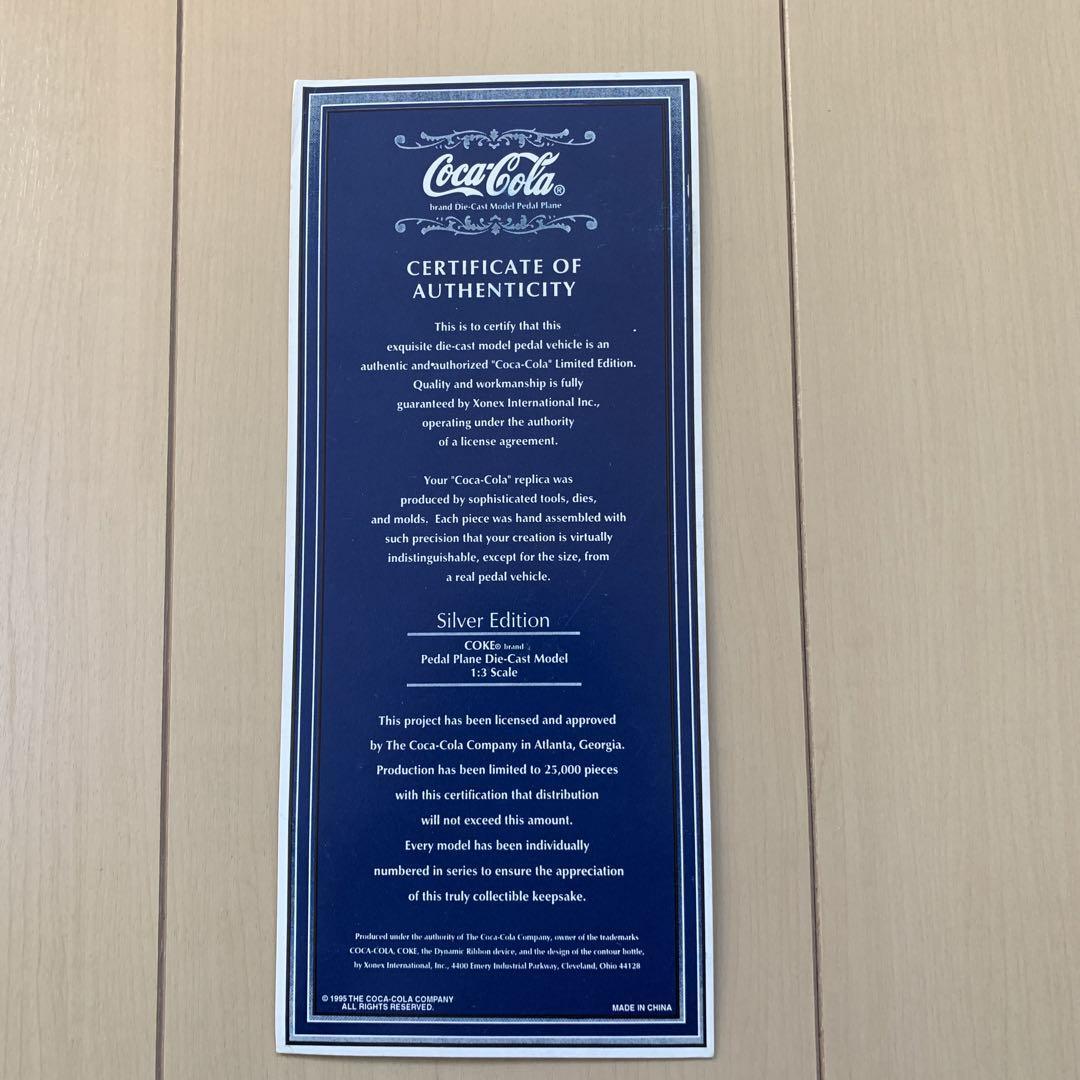 Coca-Cola®
brand Die-Cast Model Pedal Plane
CERTIFICATE OF
AUTHENTICITY
This is to certify that this
exquisite die-cast model pedal vehicle is an
authentic and authorized "Coca-Cola" Limited Edition.
Quality and workmanship is fully
guaranteed by Xonex International Inc.,
operating under the authority
of a license agreement.
Your "Coca-Cola" replica was
produced by sophisticated tools, dies,
and molds. Each piece was hand assembled with
such precision that your creation is virtually
indistinguishable, except for the size, from
a real pedal vehicle.
Silver Edition
COKE® brand
Pedal Plane Die-Cast Model
1:3 Scale
This project has been licensed and approved
by The Coca-Cola Company in Atlanta, Georgia.
Production has been limited to 25,000 pieces
with this certification that distribution
will not exceed this amount.
Every model has been individually
numbered in series to ensure the appreciation
of this truly collectible keepsake.
Produced under the authority of The Coca-Cola Company, owner of the trademarks
COCA-COLA, COKE, the Dynamic Ribbon device, and the design of the contour bottle,
by Xonex International, Inc., 4400 Emery Industrial Parkway, Cleveland, Ohio 44128
© 1995 THE COCA-COLA COMPANY
ALL RIGHTS RESERVED.
MADE IN CHINA